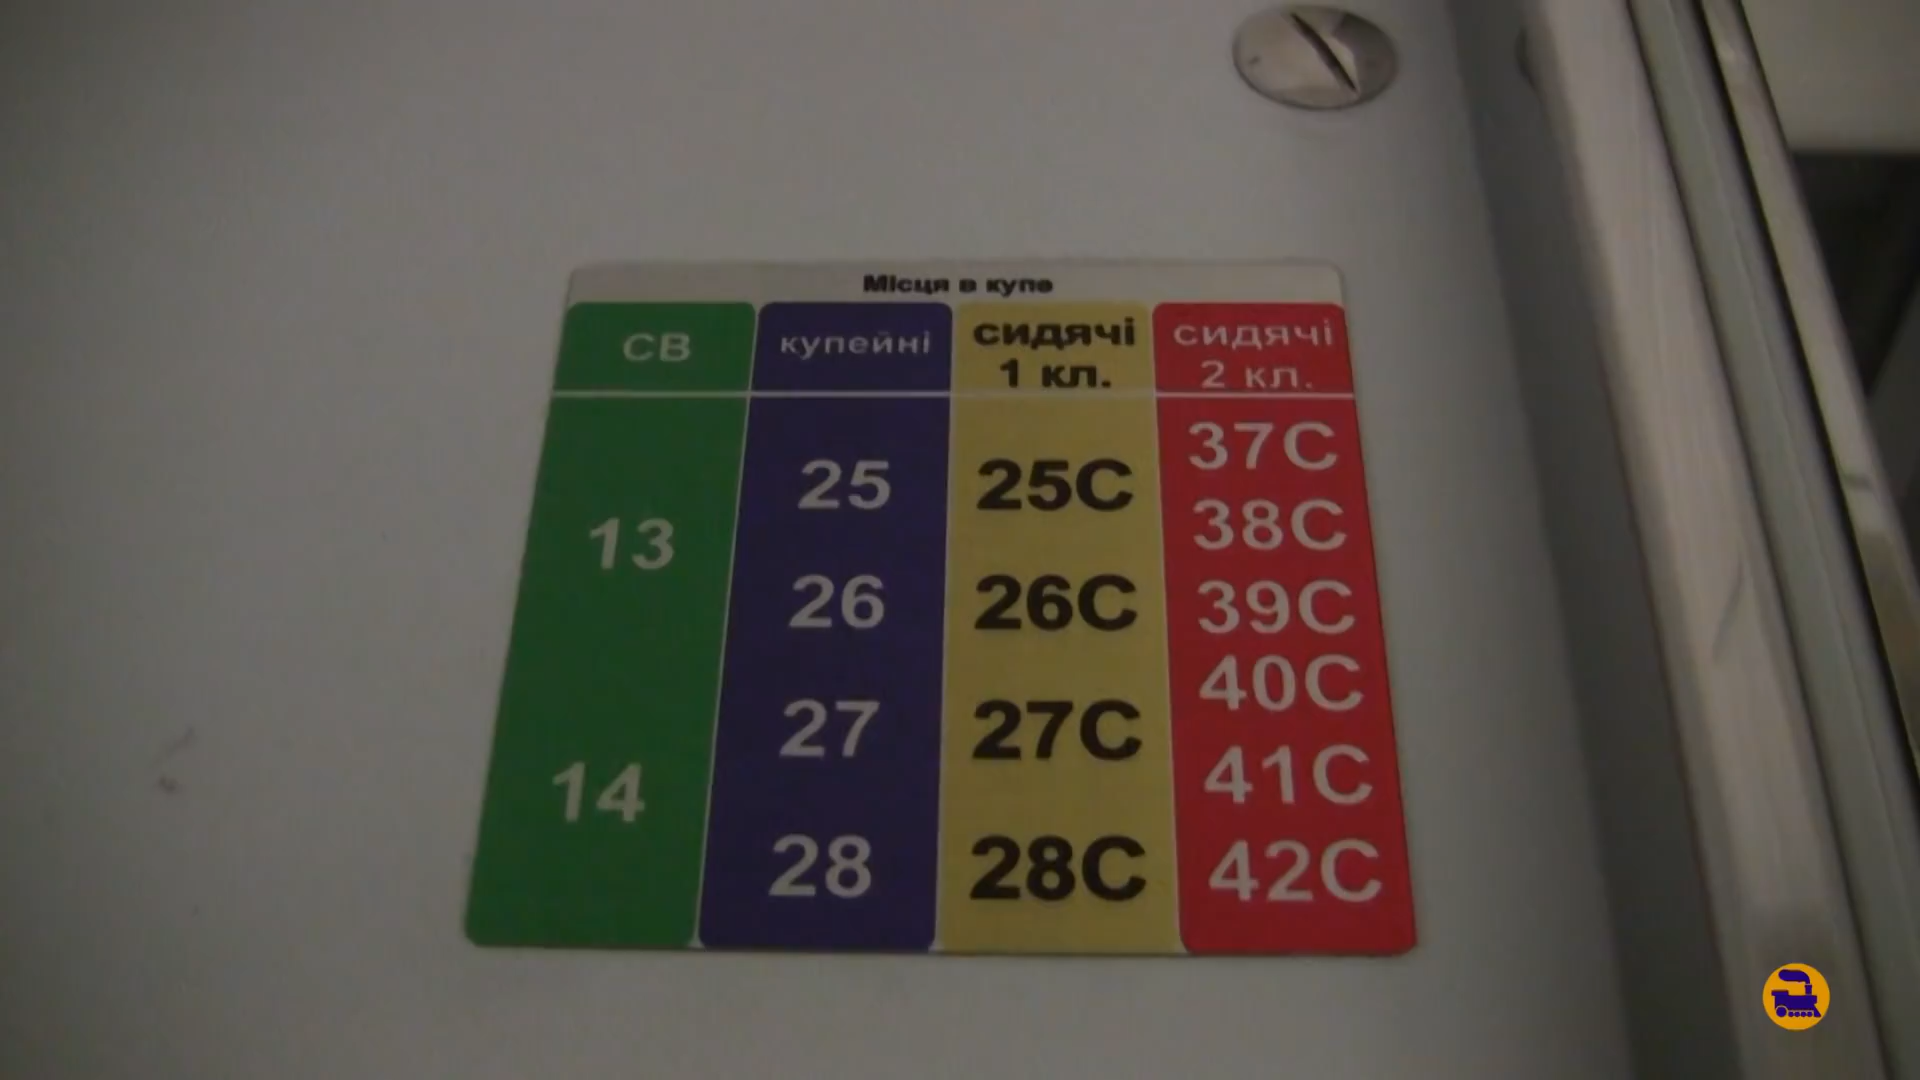 Місця в купе
СВ купейні сидячі 1 кл. сидячі 2 кл.
13
14
25
26
27
28
25С
26С
27С
28С
37С
38С
39С
40С
41С
42С